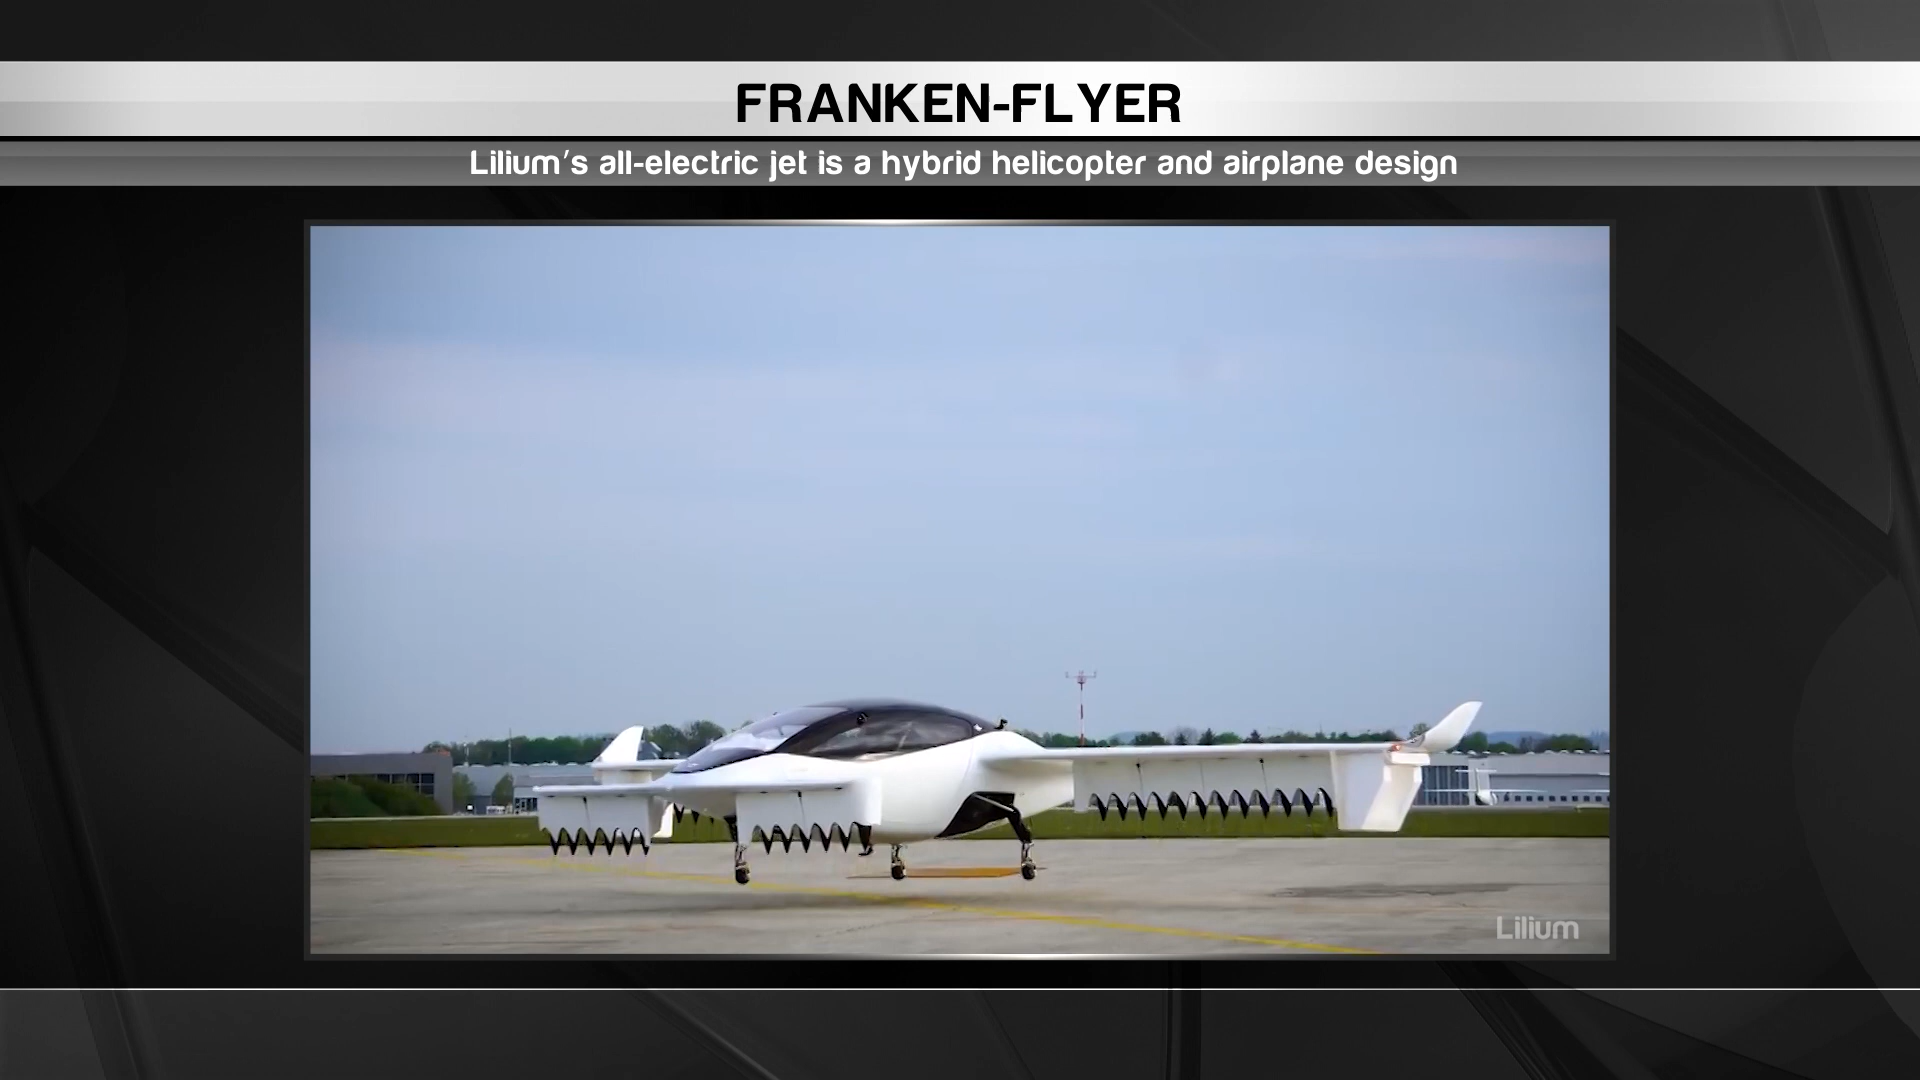 FRANKEN-FLYER
Lilium's all-electric jet is a hybrid helicopter and airplane design
Lilium